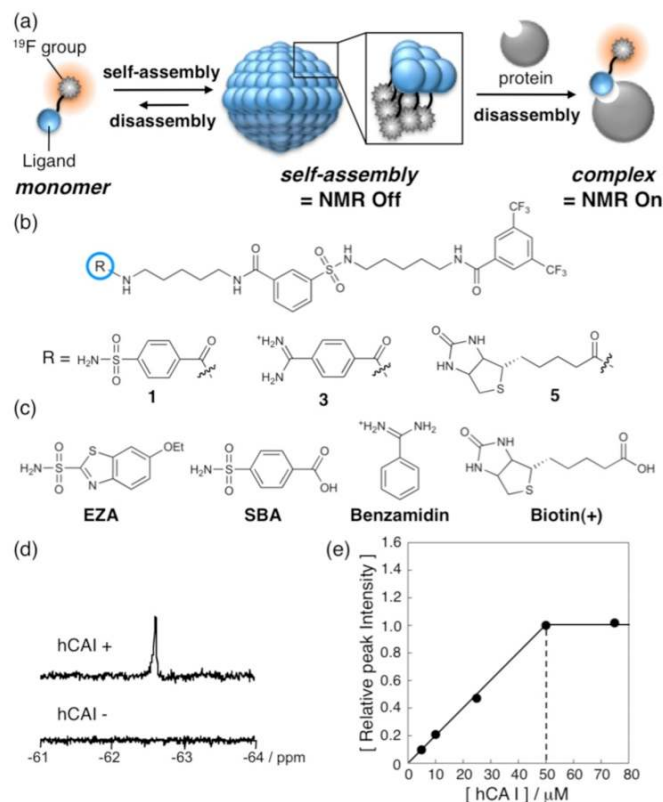 (a)
¹⁹F group
Ligand
monomer
self-assembly
disassembly
self-assembly
= NMR Off
protein
disassembly
complex
= NMR On
(b)
R
N
H
H
N
O
S
O
O
H
N
H
N
O
CF₃
CF₃
R =
H₂N
O
S
O
O
1
⁺H₂N
H₂N
O
3
O
NH
HN
S
O
5
(c)
H₂N
O
S
O
S
N
OEt
EZA
H₂N
O
S
O
O
OH
SBA
⁺H₂N
NH₂
Benzamidin
O
NH
HN
S
O
OH
Biotin(+)
(d)
hCAI +
hCAI -
-61 -62 -63 -64 / ppm
(e)
[ Relative peak Intensity ]
1.6
1.4
1.2
1.0
0.8
0.6
0.4
0.2
0
0 10 20 30 40 50 60 70 80
[ hCA I ] / μM